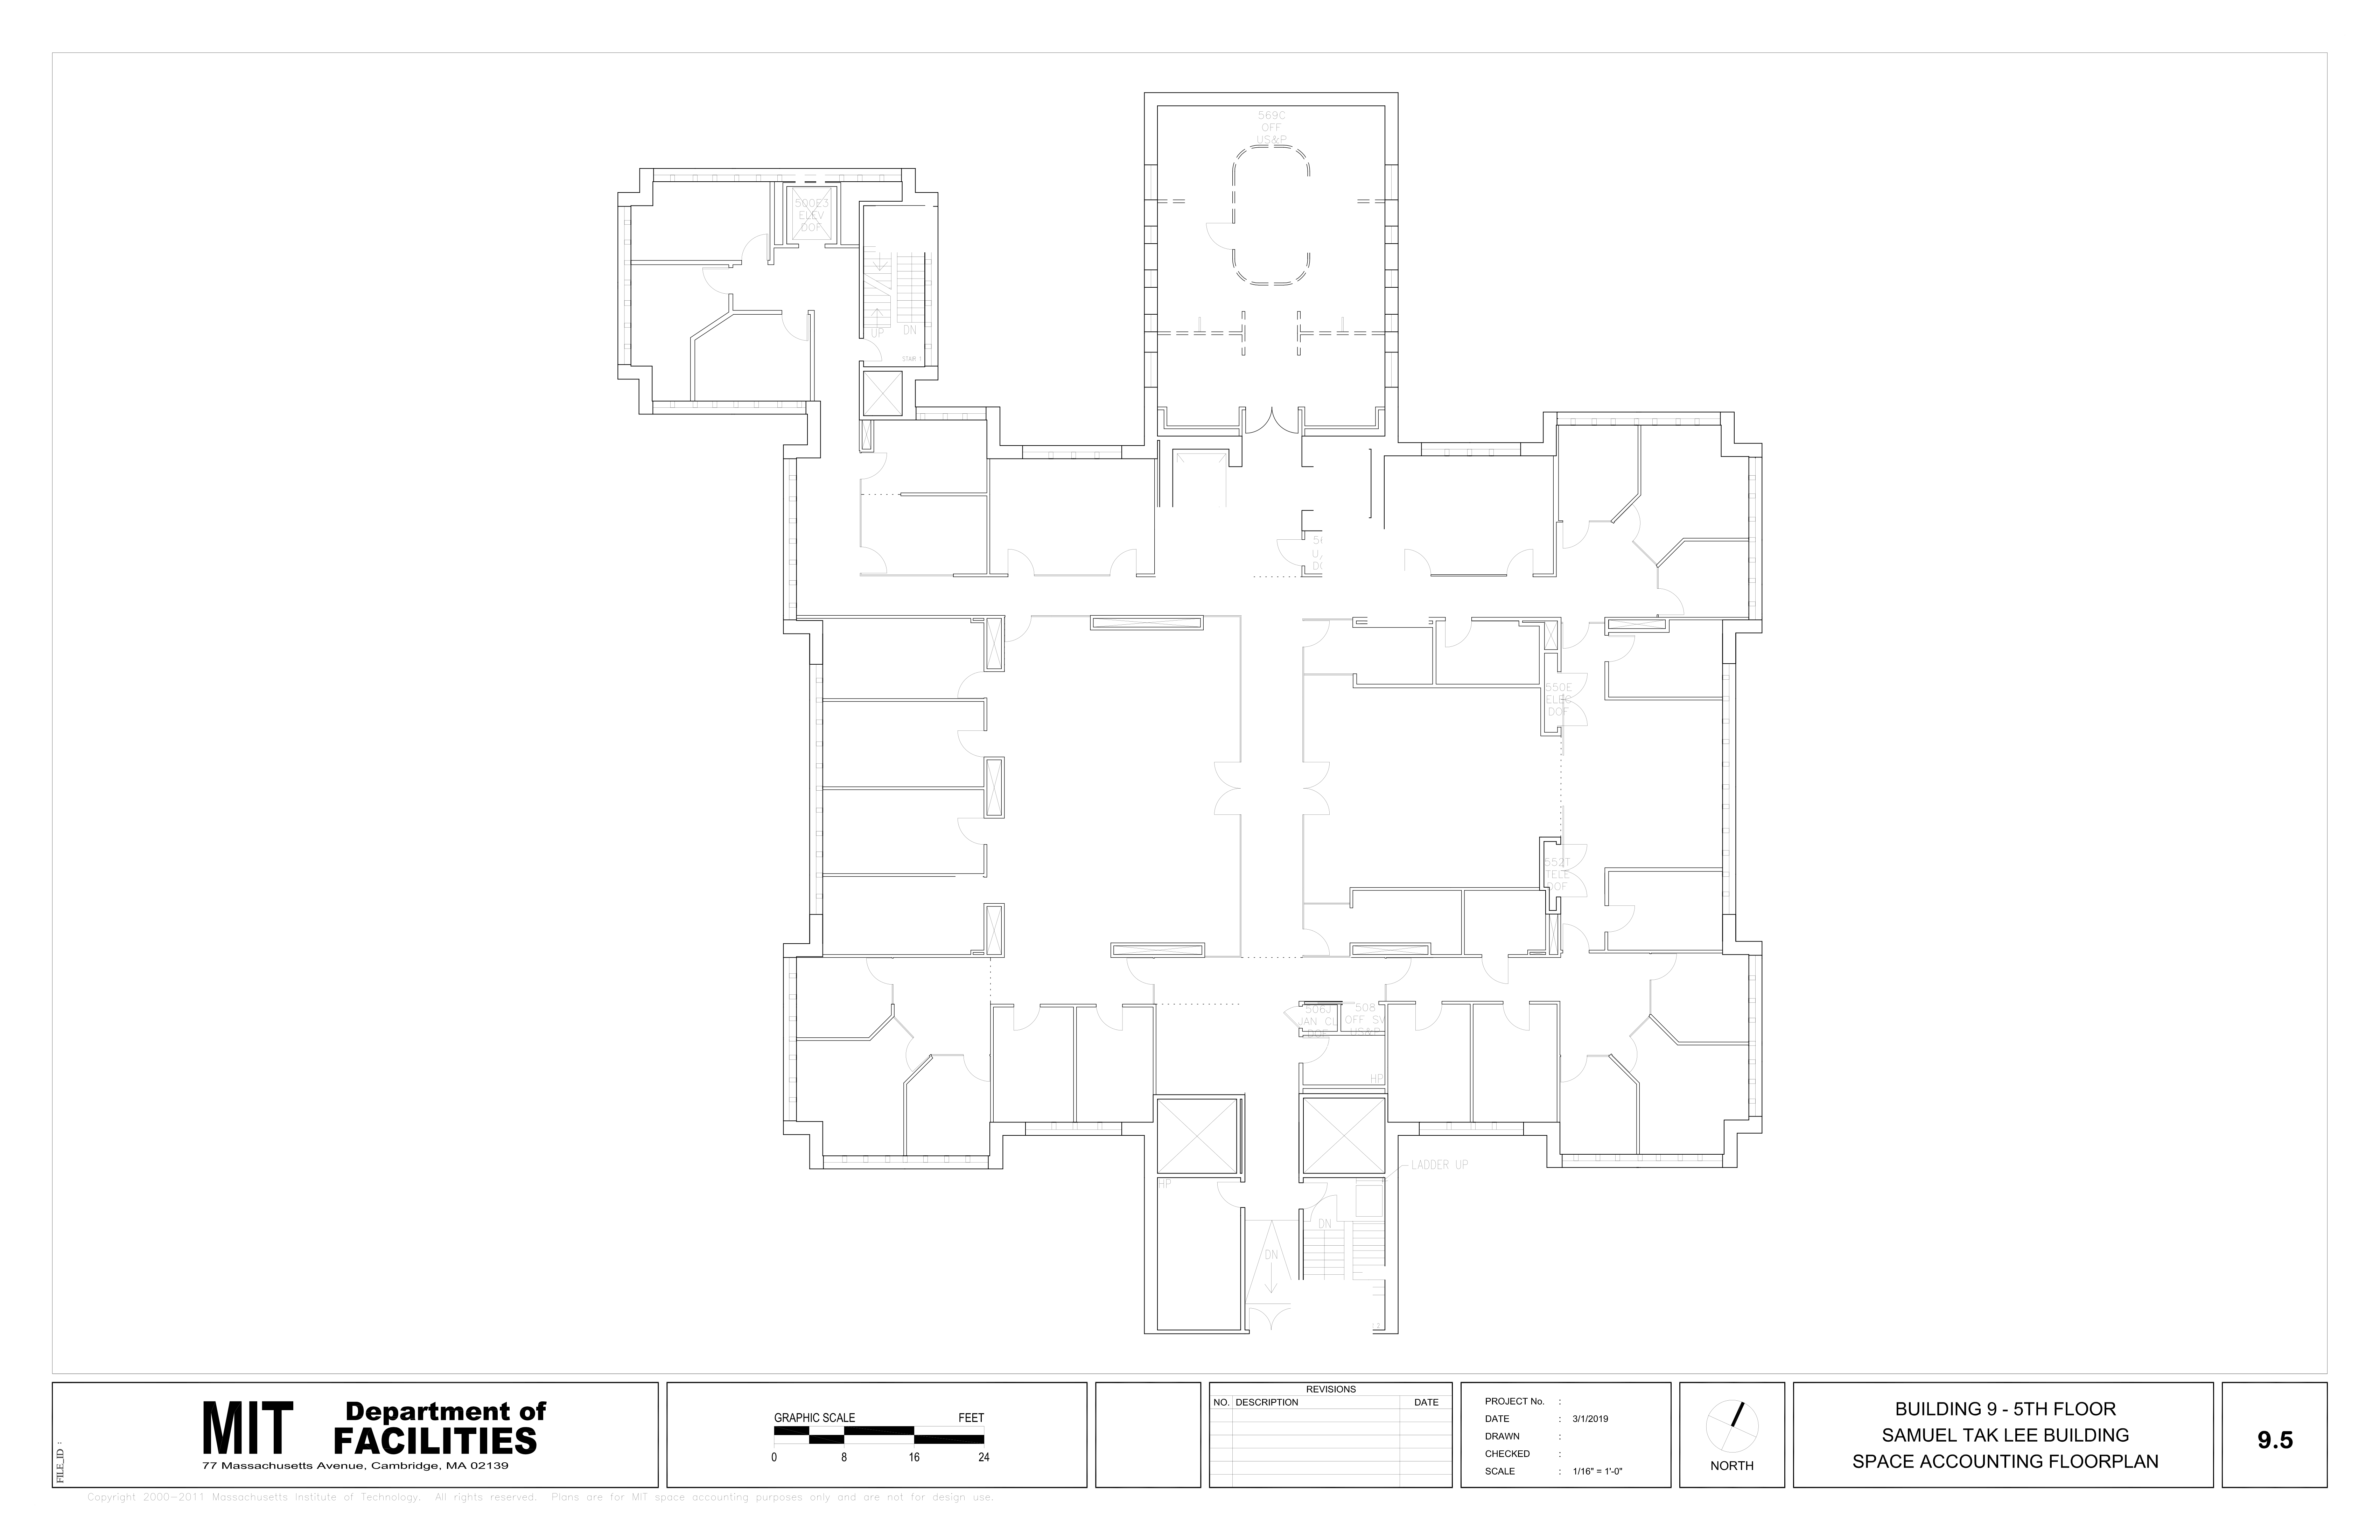 569C
OFF
US&P
500E3
ELEV
DOF
UP
DN
STAIR 1
550E
ELEC
DOF
552T
TELE
DOF
506J
JAN CL
DOF
508
OFF SV
US&P
HP
LADDER UP
HP
DN
DN
FILE_ID :
MIT Department of
FACILITIES
77 Massachusetts Avenue, Cambridge, MA 02139
GRAPHIC SCALE FEET
0 8 16 24
REVISIONS
NO. DESCRIPTION DATE
PROJECT No. :
DATE : 3/1/2019
DRAWN :
CHECKED :
SCALE : 1/16" = 1'-0"
NORTH
BUILDING 9 - 5TH FLOOR
SAMUEL TAK LEE BUILDING
SPACE ACCOUNTING FLOORPLAN
9.5
Copyright 2000-2011 Massachusetts Institute of Technology. All rights reserved. Plans are for MIT space accounting purposes only and are not for design use.